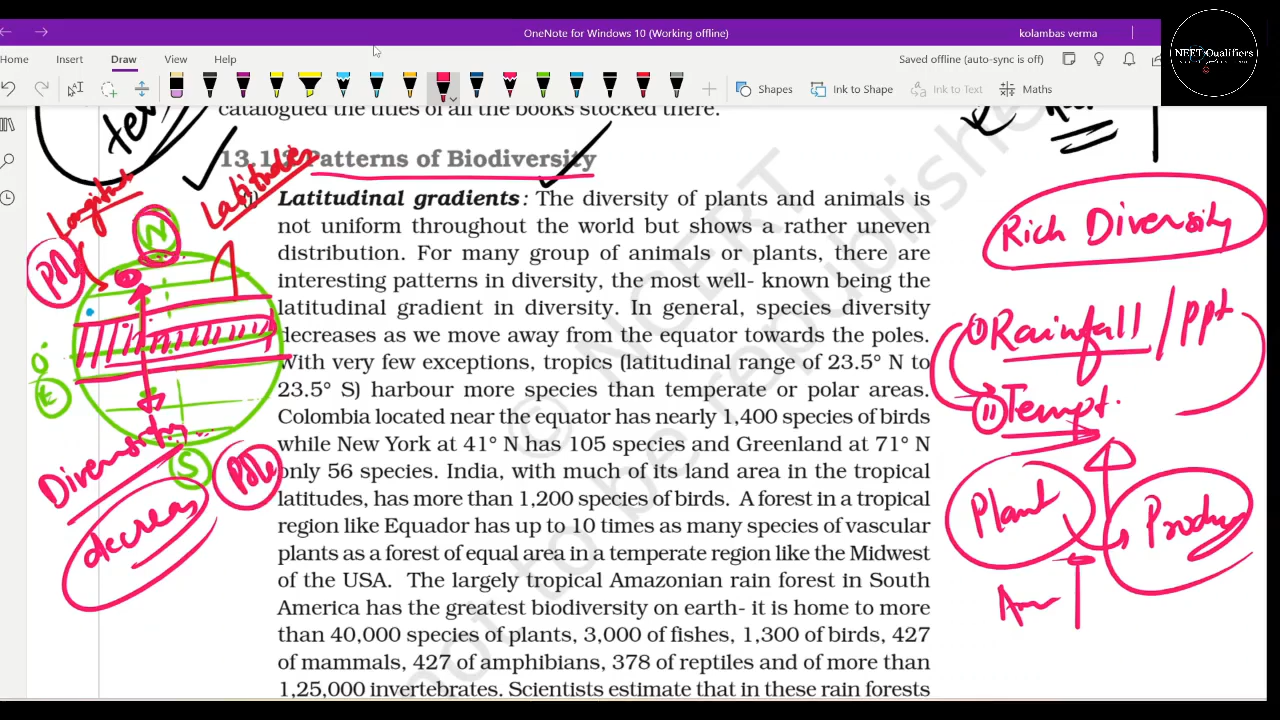 OneNote for Windows 10 (Working offline)
kolambas verma
NEET Qualifiers
Home Insert Draw View Help
Saved offline (auto-sync is off)
Shapes Ink to Shape Ink to Text Maths
catalogued the titles of all the books stocked there.
Patterns of Biodiversity
Latitudes
Longitude
Latitudinal gradients: The diversity of plants and animals is
not uniform throughout the world but shows a rather uneven
distribution. For many group of animals or plants, there are
interesting patterns in diversity, the most well- known being the
latitudinal gradient in diversity. In general, species diversity
decreases as we move away from the equator towards the poles.
With very few exceptions, tropics (latitudinal range of 23.5° N to
23.5° S) harbour more species than temperate or polar areas.
Colombia located near the equator has nearly 1,400 species of birds
while New York at 41° N has 105 species and Greenland at 71° N
only 56 species. India, with much of its land area in the tropical
latitudes, has more than 1,200 species of birds. A forest in a tropical
region like Equador has up to 10 times as many species of vascular
plants as a forest of equal area in a temperate region like the Midwest
of the USA. The largely tropical Amazonian rain forest in South
America has the greatest biodiversity on earth- it is home to more
than 40,000 species of plants, 3,000 of fishes, 1,300 of birds, 427
of mammals, 427 of amphibians, 378 of reptiles and of more than
1,25,000 invertebrates. Scientists estimate that in these rain forests
© NCERT
not to be republished
N
Pole
0°
E
S
Pole
Diversity
decreas
Rich Diversity
(i) Rainfall / ppt
(ii) Tempt.
Plant